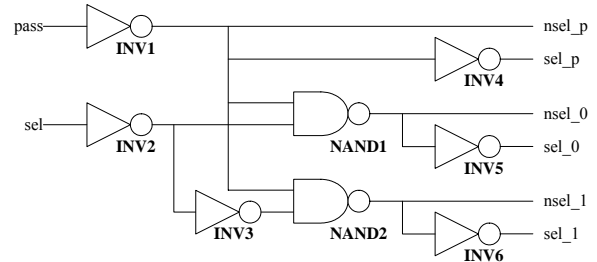 pass
nsel_p
INV1
sel_p
INV4
nsel_0
sel
INV2
NAND1
sel_0
INV5
nsel_1
INV3
NAND2
sel_1
INV6